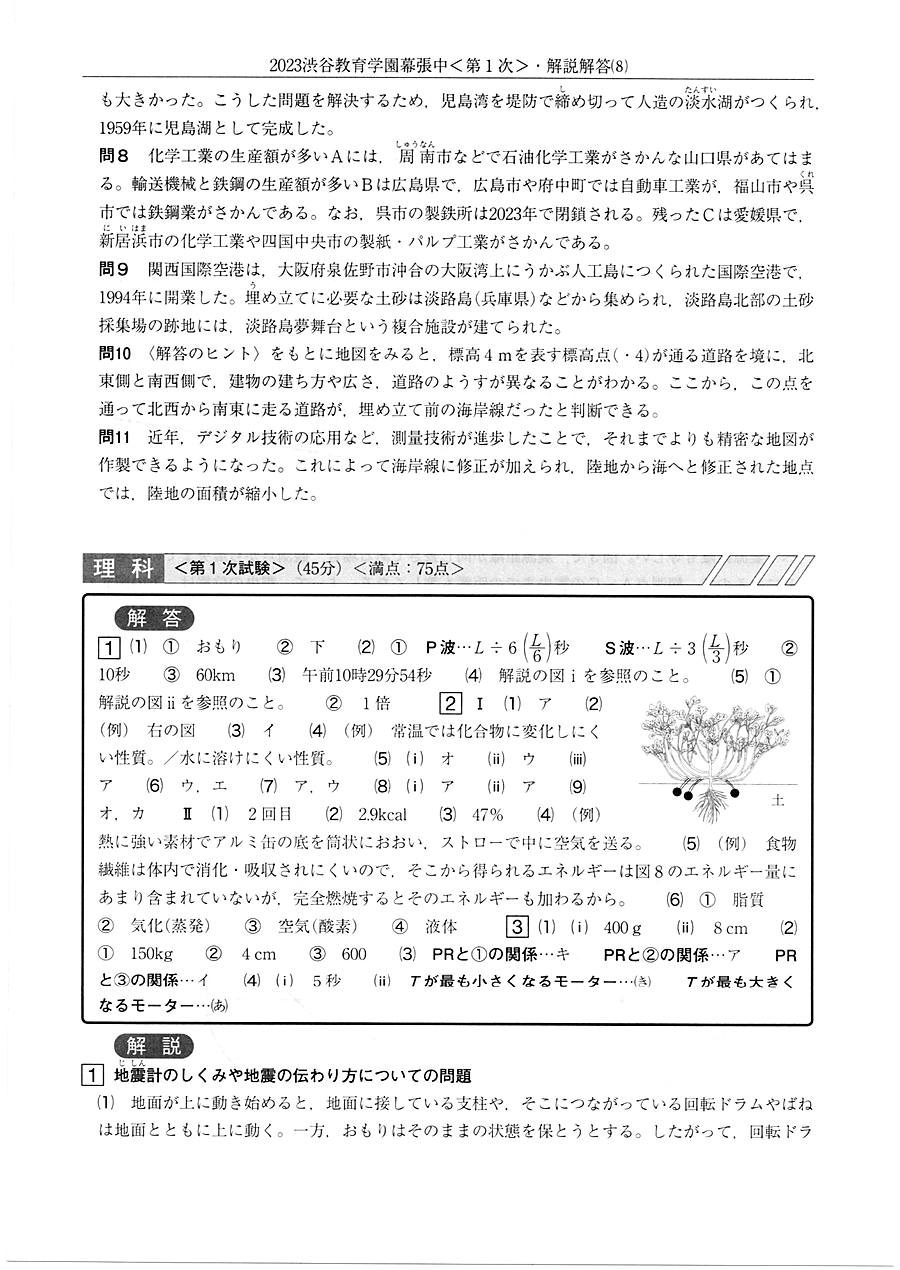 2023渋谷教育学園幕張中＜第１次＞・解説解答(8)
も大きかった。こうした問題を解決するため，児島湾を堤防で締め切って人造の淡水湖がつくられ，
1959年に児島湖として完成した。
問8　化学工業の生産額が多いＡには，周南市などで石油化学工業がさかんな山口県があてはま
る。輸送機械と鉄鋼の生産額が多いＢは広島県で，広島市や府中町では自動車工業が，福山市や呉
市では鉄鋼業がさかんである。なお，呉市の製鉄所は2023年で閉鎖される。残ったＣは愛媛県で，
新居浜市の化学工業や四国中央市の製紙・パルプ工業がさかんである。
問9　関西国際空港は，大阪府泉佐野市沖合の大阪湾上にうかぶ人工島につくられた国際空港で，
1994年に開業した。埋め立てに必要な土砂は淡路島(兵庫県)などから集められ，淡路島北部の土砂
採集場の跡地には，淡路島夢舞台という複合施設が建てられた。
問10　〈解答のヒント〉をもとに地図をみると，標高４ｍを表す標高点(・4)が通る道路を境に，北
東側と南西側で，建物の建ち方や広さ，道路のようすが異なることがわかる。ここから，この点を
通って北西から南東に走る道路が，埋め立て前の海岸線だったと判断できる。
問11　近年，デジタル技術の応用など，測量技術が進歩したことで，それまでよりも精密な地図が
作製できるようになった。これによって海岸線に修正が加えられ，陸地から海へと修正された地点
では，陸地の面積が縮小した。
理科　＜第１次試験＞（45分）＜満点：75点＞
解答
1　(1)　①　おもり　②　下　(2)　①　Ｐ波…L÷6(L/6)秒　Ｓ波…L÷3(L/3)秒　②
10秒　③　60km　(3)　午前10時29分54秒　(4)　解説の図ⅰを参照のこと。　(5)　①
解説の図ⅱを参照のこと。　②　１倍　2　Ⅰ　(1)　ア　(2)
(例)　右の図　(3)　イ　(4)　(例)　常温では化合物に変化しにく
い性質。／水に溶けにくい性質。　(5)　(ⅰ)　オ　(ⅱ)　ウ　(ⅲ)
ア　(6)　ウ，エ　(7)　ア，ウ　(8)　(ⅰ)　ア　(ⅱ)　ア　(9)
オ，カ　Ⅱ　(1)　２回目　(2)　2.9kcal　(3)　47％　(4)　(例)
土
熱に強い素材でアルミ缶の底を筒状におおい，ストローで中に空気を送る。　(5)　(例)　食物
繊維は体内で消化・吸収されにくいので，そこから得られるエネルギーは図８のエネルギー量に
あまり含まれていないが，完全燃焼するとそのエネルギーも加わるから。　(6)　①　脂質
②　気化(蒸発)　③　空気(酸素)　④　液体　3　(1)　(ⅰ)　400ｇ　(ⅱ)　８cm　(2)
①　150kg　②　４cm　③　600　(3)　PRと①の関係…キ　PRと②の関係…ア　PR
と③の関係…イ　(4)　(ⅰ)　５秒　(ⅱ)　Tが最も小さくなるモーター…(き)　Tが最も大きく
なるモーター…(あ)
解説
1　地震計のしくみや地震の伝わり方についての問題
(1)　地面が上に動き始めると，地面に接している支柱や，そこにつながっている回転ドラムやばね
は地面とともに上に動く。一方，おもりはそのままの状態を保とうとする。したがって，回転ドラ